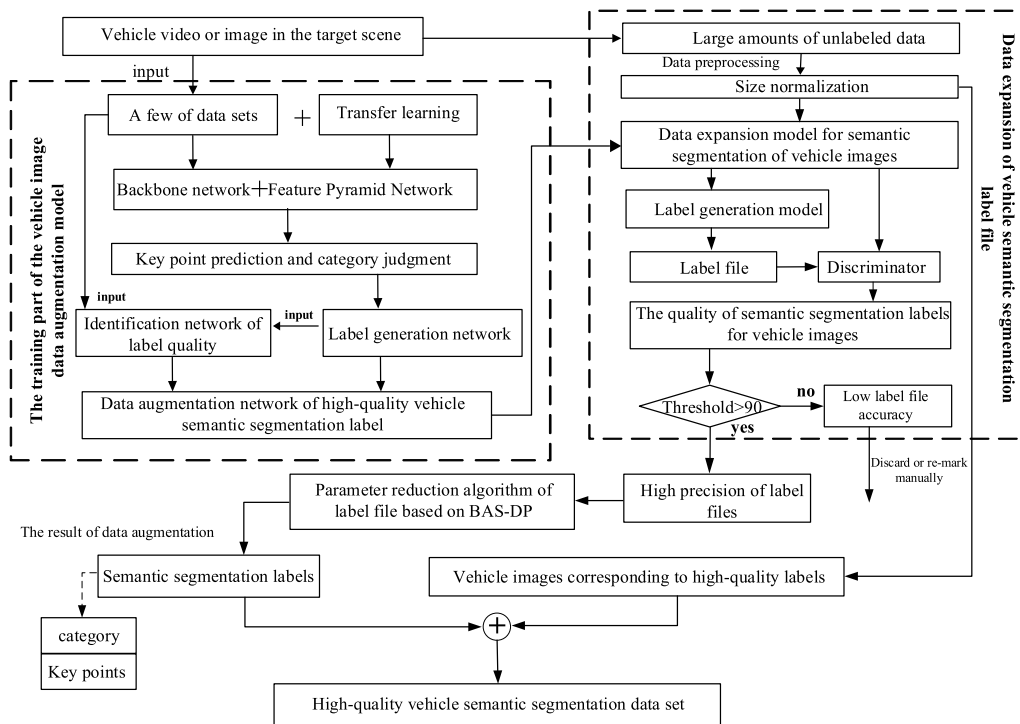 Vehicle video or image in the target scene
input
The training part of the vehicle image
data augmentation model
A few of data sets
+
Transfer learning
Backbone network+Feature Pyramid Network
Key point prediction and category judgment
input
Identification network of
label quality
input
Label generation network
Data augmentation network of high-quality vehicle
semantic segmentation label
Data expansion of vehicle semantic segmentation
label file
Large amounts of unlabeled data
Data preprocessing
Size normalization
Data expansion model for semantic
segmentation of vehicle images
Label generation model
Label file
Discriminator
The quality of semantic segmentation labels
for vehicle images
Threshold>90
no
yes
Low label file
accuracy
Discard or re-mark
manually
High precision of label
files
Parameter reduction algorithm of
label file based on BAS-DP
The result of data augmentation
Semantic segmentation labels
category
Key points
Vehicle images corresponding to high-quality labels
+
High-quality vehicle semantic segmentation data set